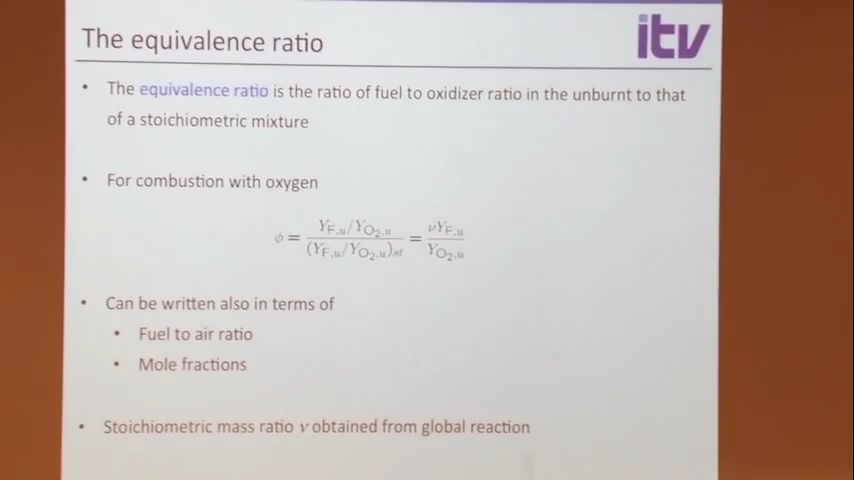 The equivalence ratio
itv
• The equivalence ratio is the ratio of fuel to oxidizer ratio in the unburnt to that
of a stoichiometric mixture
• For combustion with oxygen
ϕ = (Y_F,u/Y_O₂,u) / (Y_F,u/Y_O₂,u)_st = νY_F,u / Y_O₂,u
• Can be written also in terms of
• Fuel to air ratio
• Mole fractions
• Stoichiometric mass ratio ν obtained from global reaction